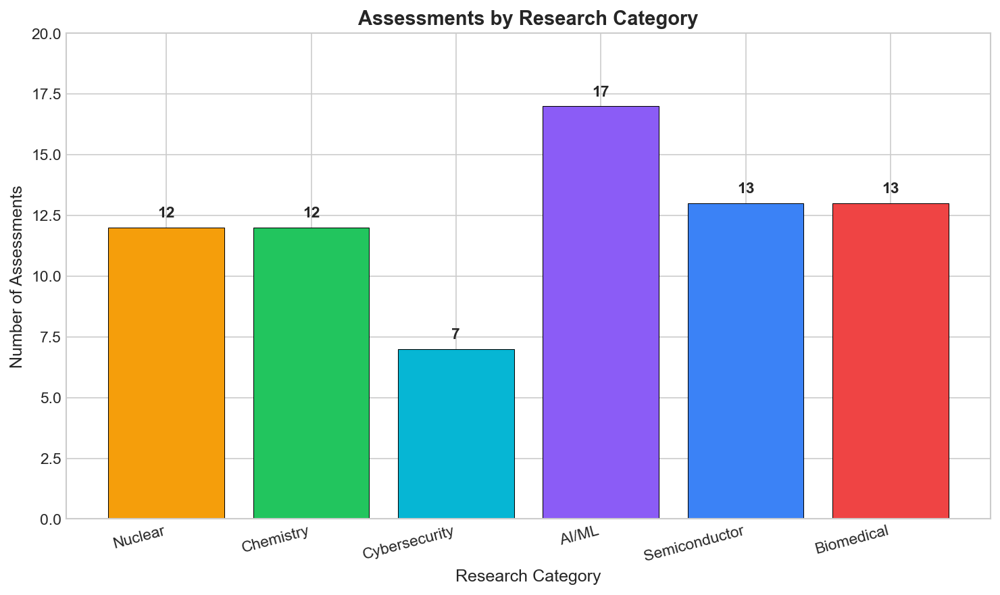 Assessments by Research Category
20.0
17.5
15.0
12.5
10.0
7.5
5.0
2.5
0.0
Number of Assessments
12
12
7
17
13
13
Nuclear
Chemistry
Cybersecurity
AI/ML
Semiconductor
Biomedical
Research Category